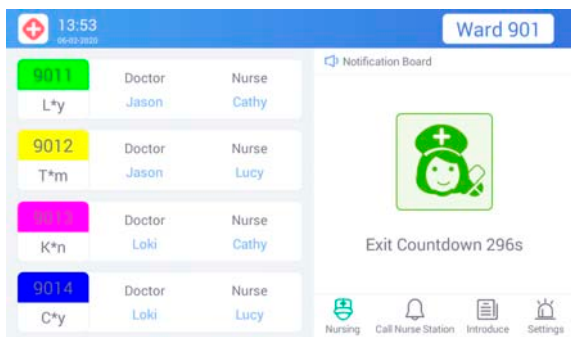 13:53
06-02-2020
Ward 901
9011
Doctor
Nurse
L*y
Jason
Cathy
9012
Doctor
Nurse
T*m
Jason
Lucy
9013
Doctor
Nurse
K*n
Loki
Cathy
9014
Doctor
Nurse
C*y
Loki
Lucy
Notification Board
Exit Countdown 296s
Nursing
Call Nurse Station
Introduce
Settings